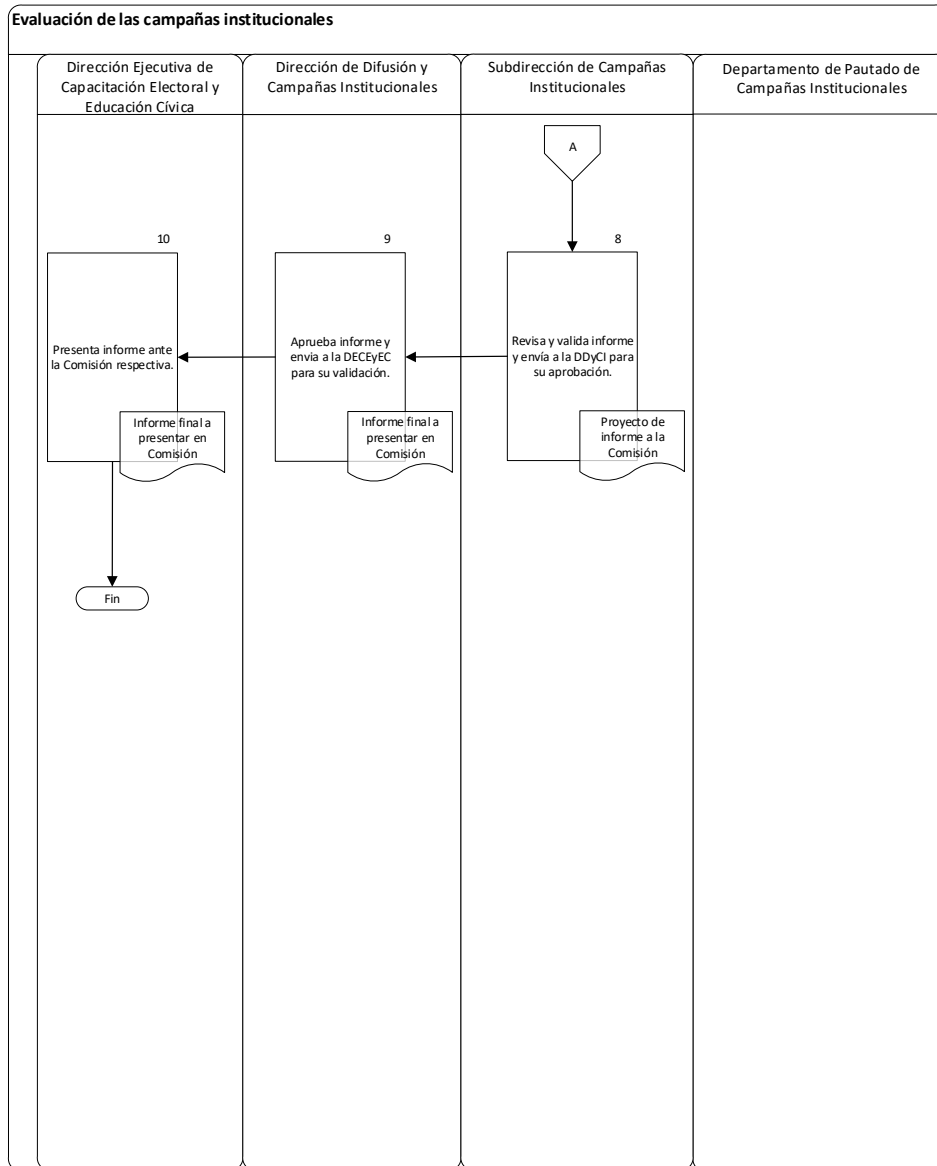 Evaluación de las campañas institucionales
Dirección Ejecutiva de
Capacitación Electoral y
Educación Cívica
Dirección de Difusión y
Campañas Institucionales
Subdirección de Campañas
Institucionales
Departamento de Pautado de
Campañas Institucionales
A
10
Presenta informe ante
la Comisión respectiva.
Informe final a
presentar en
Comisión
9
Aprueba informe y
envia a la DECEyEC
para su validación.
Informe final a
presentar en
Comisión
8
Revisa y valida informe
y envía a la DDyCI para
su aprobación.
Proyecto de
informe a la
Comisión
Fin